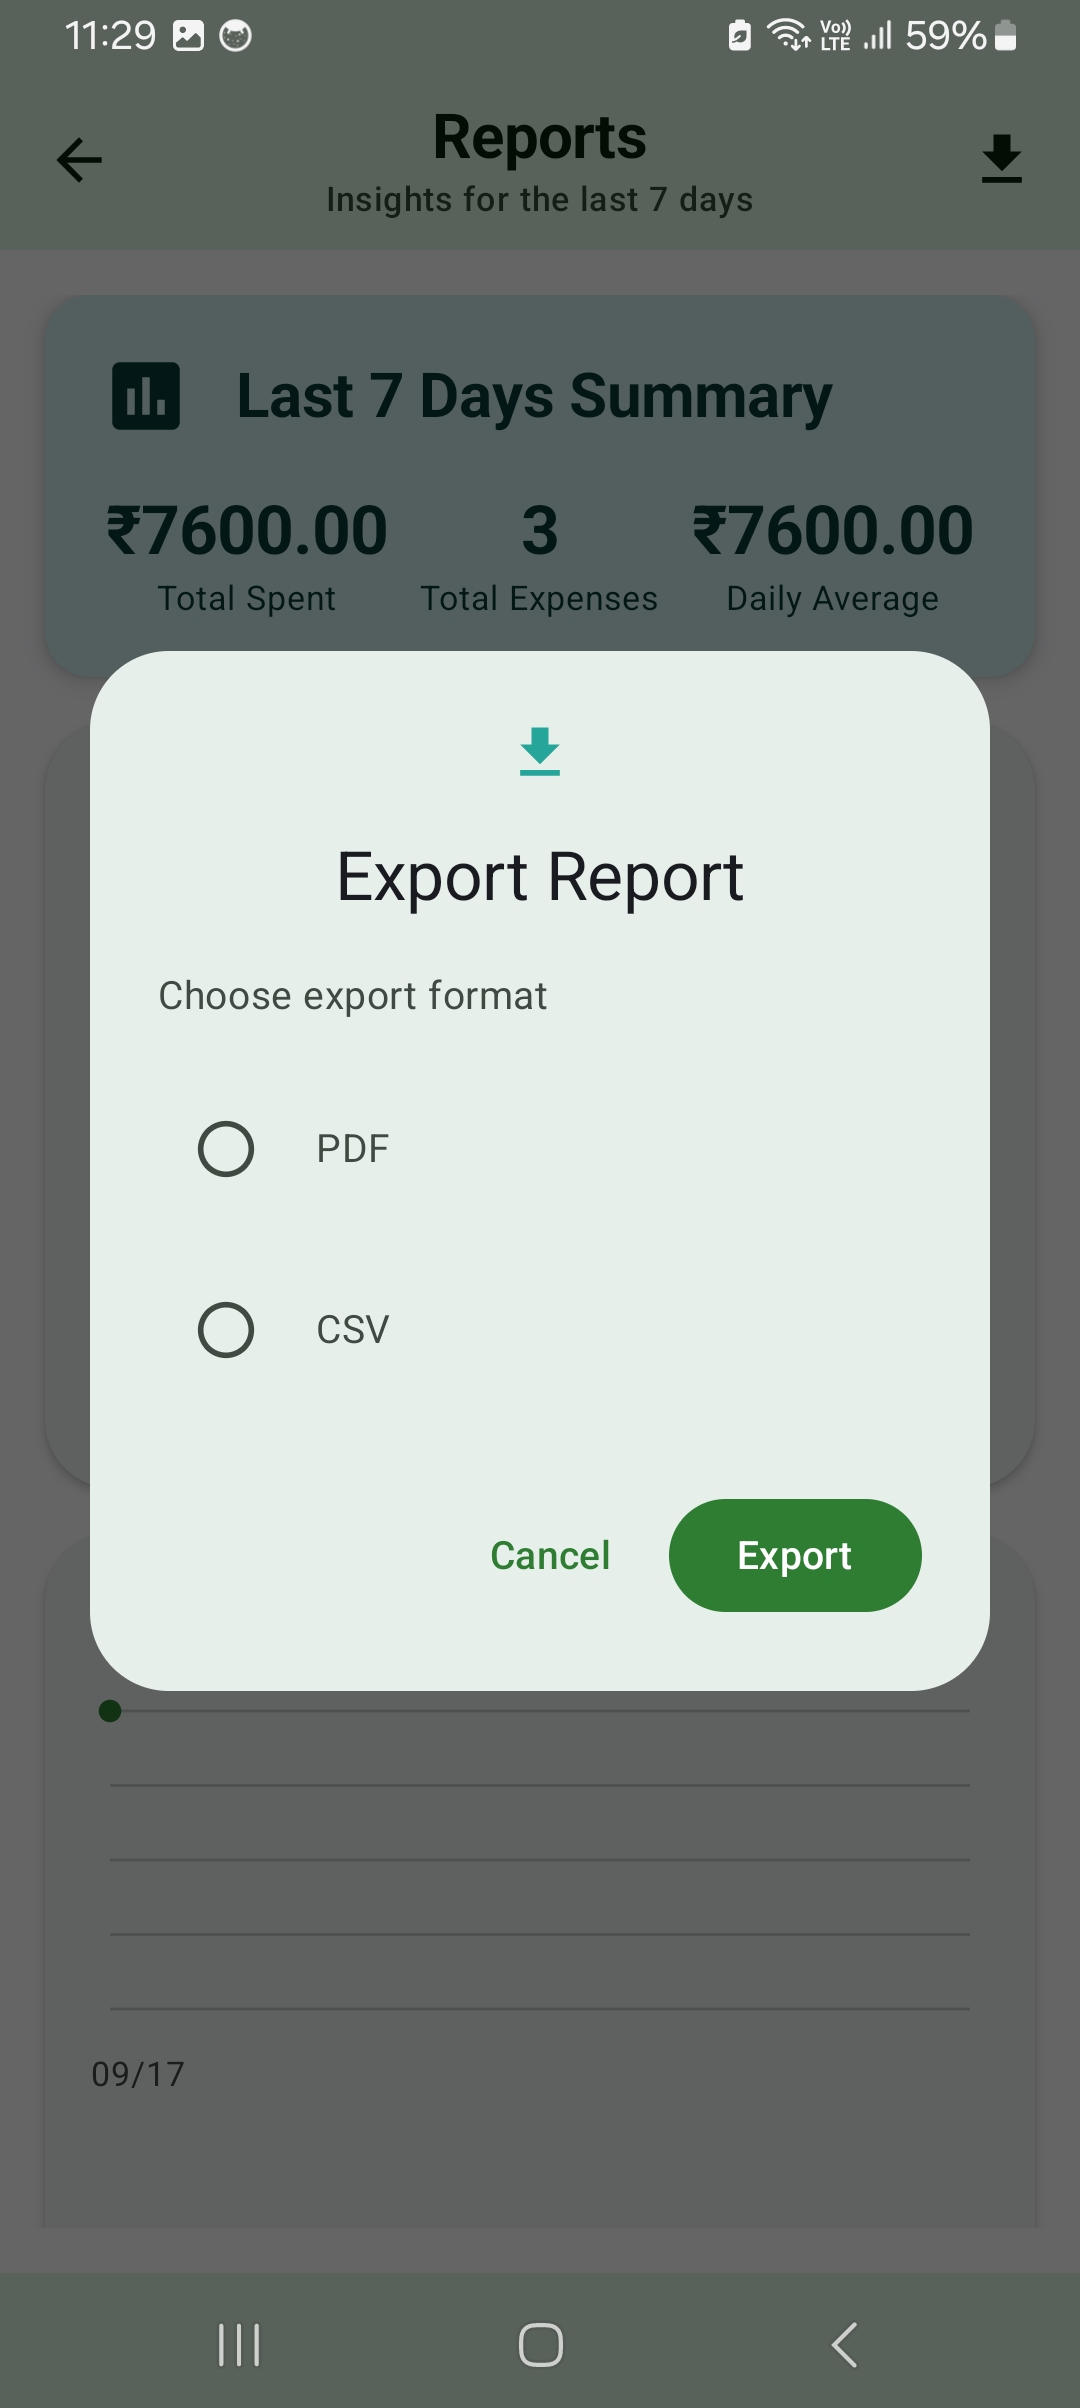 11:29
Vo)) LTE
59%
Reports
Insights for the last 7 days
Last 7 Days Summary
₹7600.00 3 ₹7600.00
Total Spent Total Expenses Daily Average
Export Report
Choose export format
PDF
CSV
Cancel Export
09/17